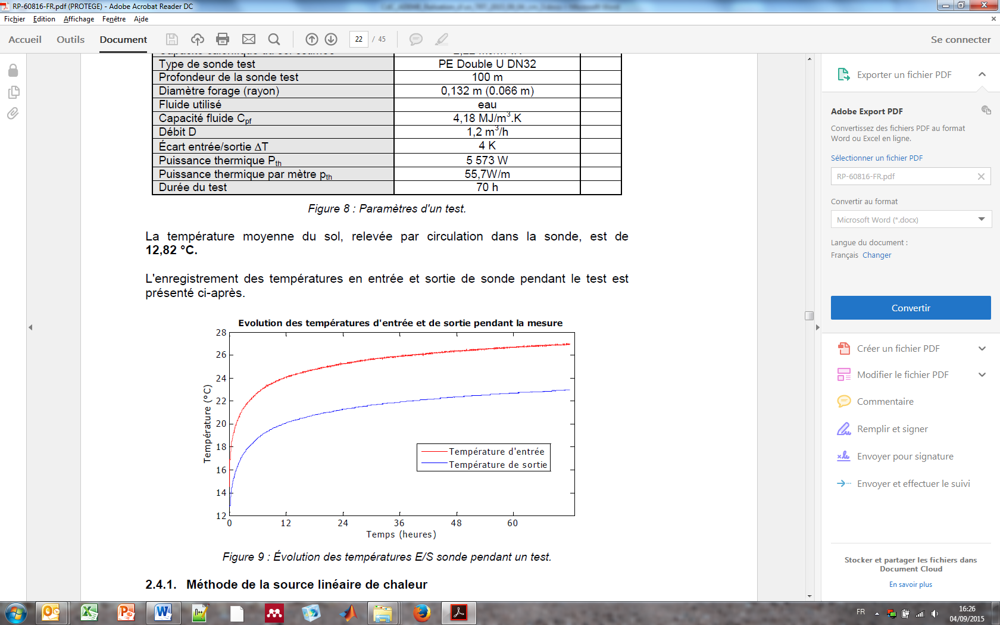 RP-60816-FR.pdf (PROTEGE) - Adobe Acrobat Reader DC
Fichier Edition Affichage Fenêtre Aide
Accueil Outils Document 22 / 45 Se connecter
Type de sonde test PE Double U DN32
Profondeur de la sonde test 100 m
Diamètre forage (rayon) 0,132 m (0.066 m)
Fluide utilisé eau
Capacité fluide Cpf 4,18 MJ/m³.K
Débit D 1,2 m³/h
Écart entrée/sortie ΔT 4 K
Puissance thermique Pth 5 573 W
Puissance thermique par mètre pth 55,7W/m
Durée du test 70 h
Figure 8 : Paramètres d'un test.
La température moyenne du sol, relevée par circulation dans la sonde, est de
12,82 °C.
L'enregistrement des températures en entrée et sortie de sonde pendant le test est
présenté ci-après.
Evolution des températures d'entrée et de sortie pendant la mesure
28
26
24
22
20
18
16
14
12
Température (°C)
Température d'entrée
Température de sortie
0 12 24 36 48 60
Temps (heures)
Figure 9 : Évolution des températures E/S sonde pendant un test.
2.4.1. Méthode de la source linéaire de chaleur
Exporter un fichier PDF
Adobe Export PDF
Convertissez des fichiers PDF au format
Word ou Excel en ligne.
Sélectionner un fichier PDF
RP-60816-FR.pdf
Convertir au format
Microsoft Word (*.docx)
Langue du document :
Français Changer
Convertir
Créer un fichier PDF
Modifier le fichier PDF
Commentaire
Remplir et signer
Envoyer pour signature
Envoyer et effectuer le suivi
Stocker et partager les fichiers dans
Document Cloud
En savoir plus
FR
16:26
04/09/2015